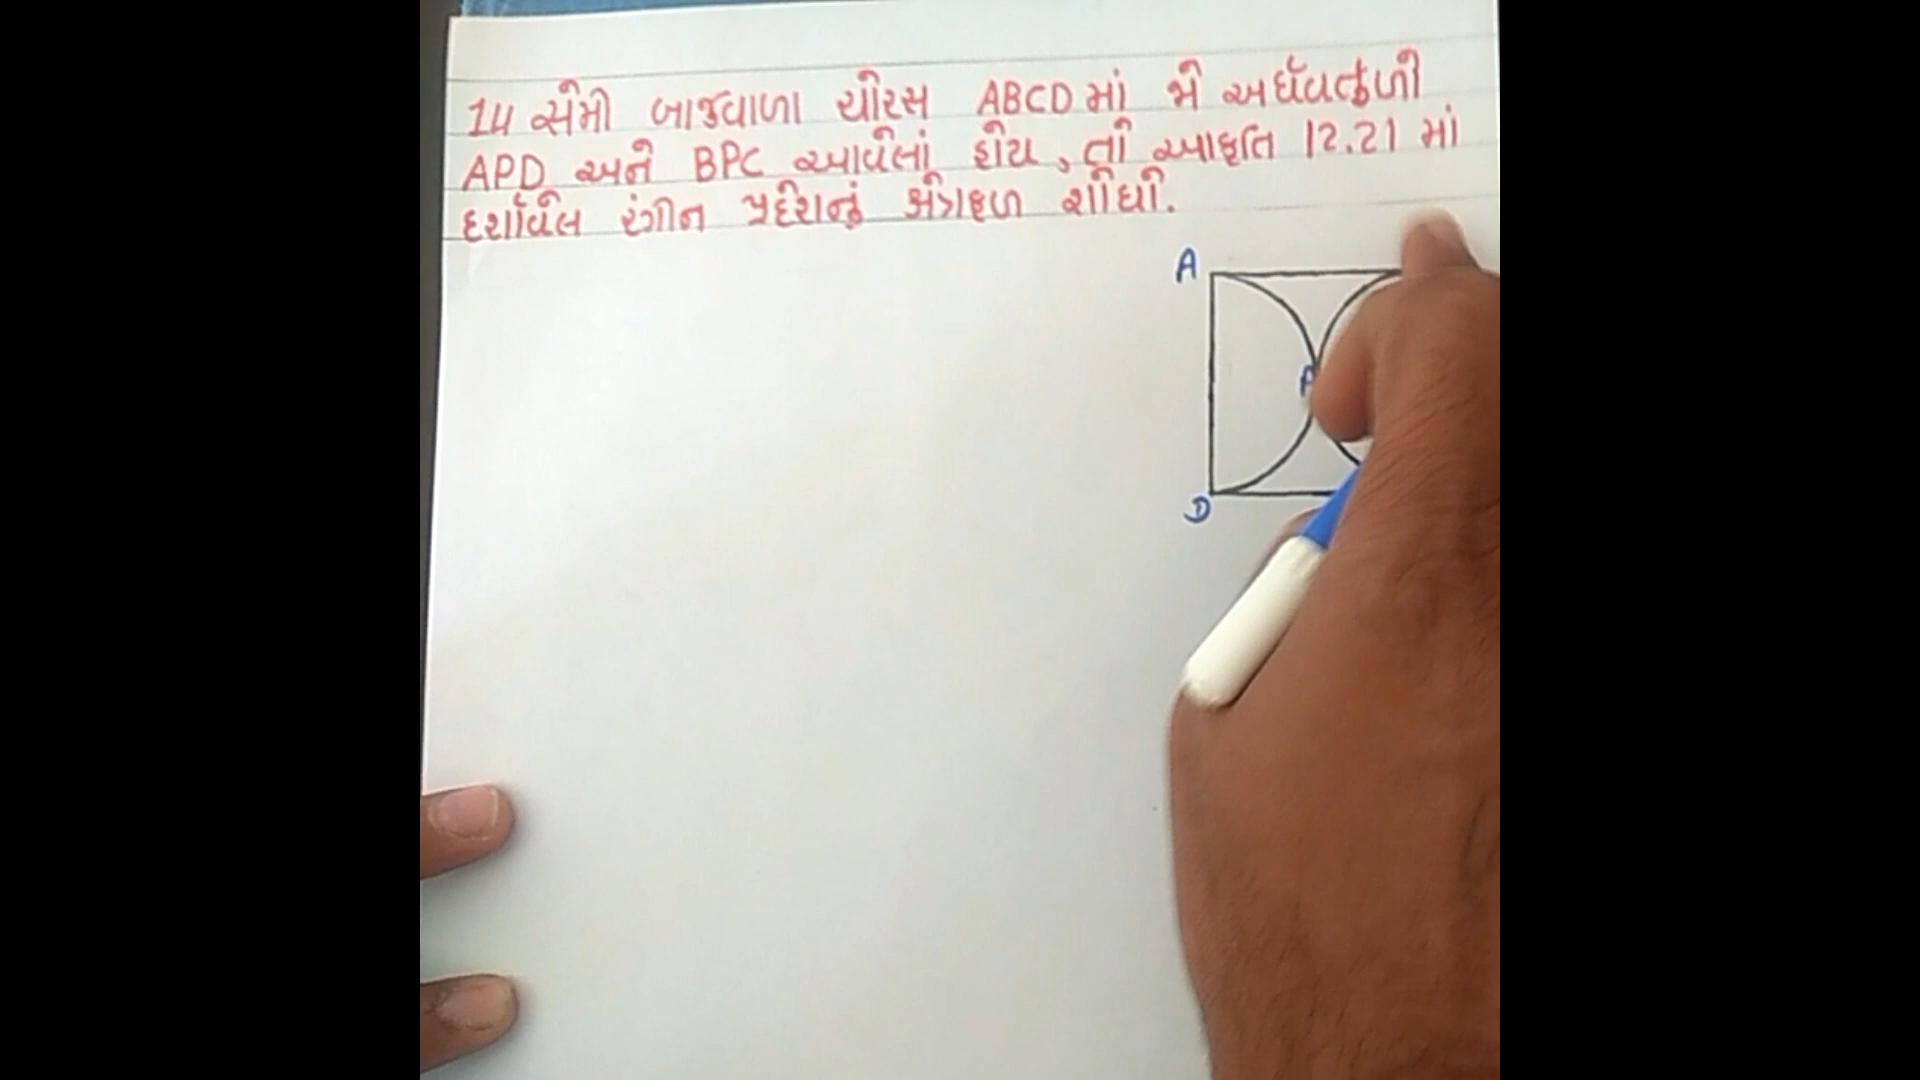 14 સેમી બાજુવાળા ચોરસ ABCD માં જો અર્ધવર્તુળો
APD અને BPC આવેલાં હોય, તો આકૃતિ 12.21 માં
દર્શાવેલ રંગીન પ્રદેશનું ક્ષેત્રફળ શોધો.
A
D